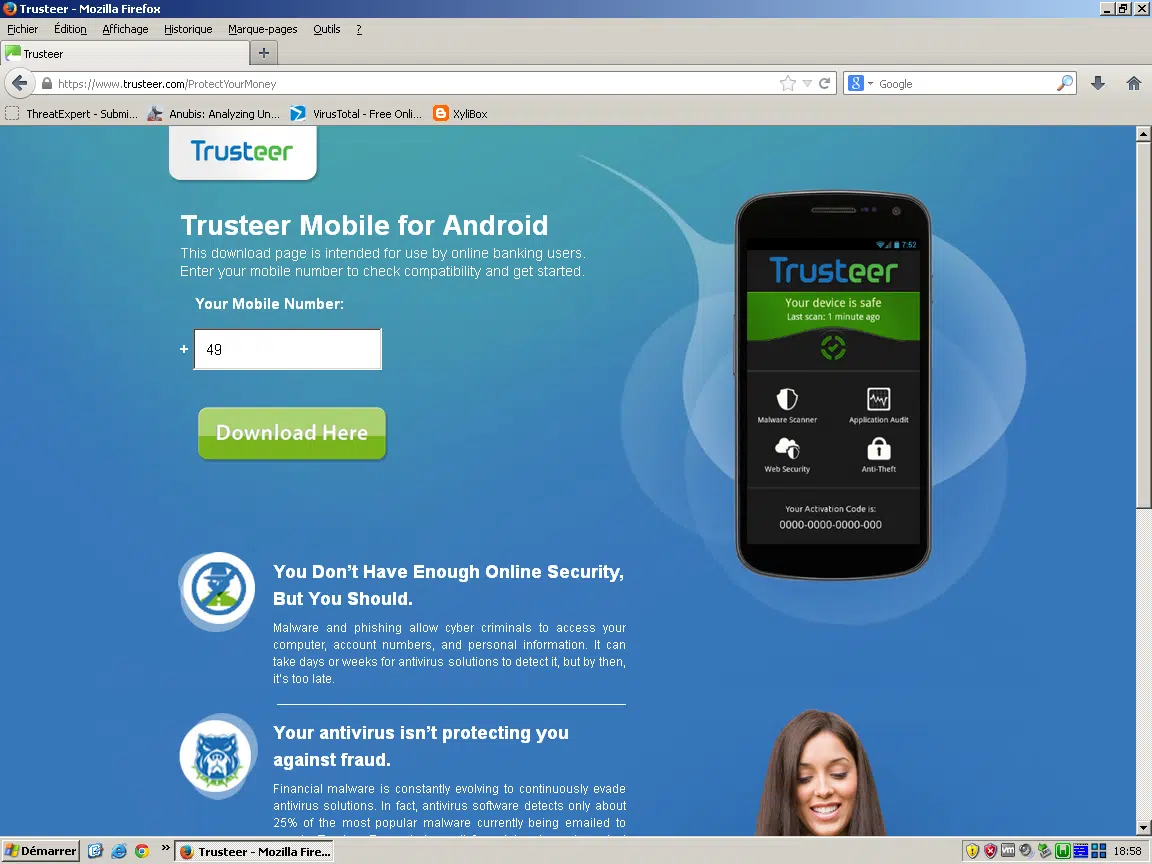 Trusteer - Mozilla Firefox
Fichier Édition Affichage Historique Marque-pages Outils ?
Trusteer +
https://www.trusteer.com/ProtectYourMoney Google
ThreatExpert - Submi... Anubis: Analyzing Un... VirusTotal - Free Onli... XyliBox
Trusteer
Trusteer Mobile for Android
This download page is intended for use by online banking users.
Enter your mobile number to check compatibility and get started.
Your Mobile Number:
+ 49
Download Here
7:52
Trusteer
Your device is safe
Last scan: 1 minute ago
Malware Scanner Application Audit
Web Security Anti-Theft
Your Activation Code is:
0000-0000-0000-000
You Don't Have Enough Online Security,
But You Should.
Malware and phishing allow cyber criminals to access your
computer, account numbers, and personal information. It can
take days or weeks for antivirus solutions to detect it, but by then,
it's too late.
Your antivirus isn't protecting you
against fraud.
Financial malware is constantly evolving to continuously evade
antivirus solutions. In fact, antivirus software detects only about
25% of the most popular malware currently being emailed to
Démarrer » Trusteer - Mozilla Fire... 18:58